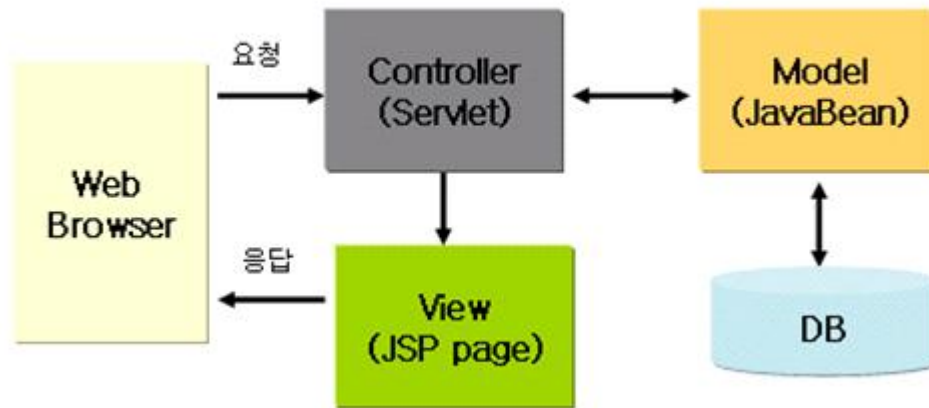 요청
Controller
(Servlet)
Model
(JavaBean)
Web
Browser
응답
View
(JSP page)
DB